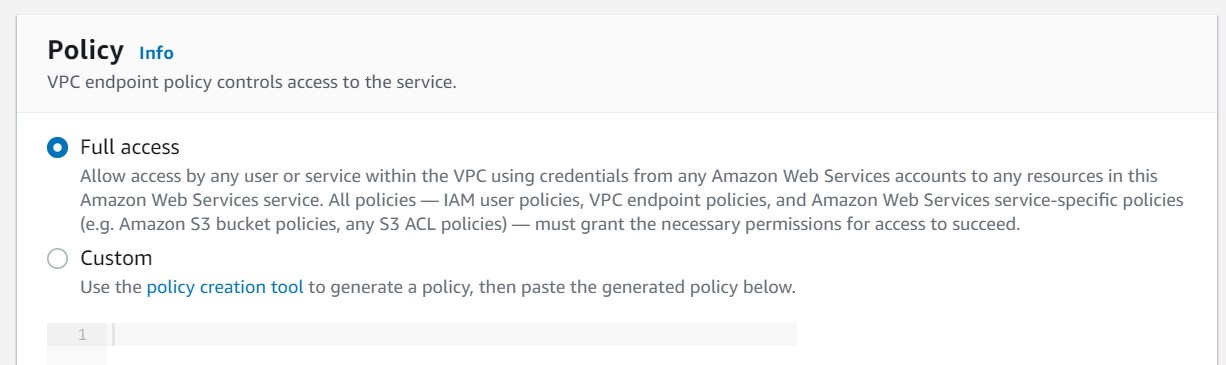 Policy Info
VPC endpoint policy controls access to the service.
Full access
Allow access by any user or service within the VPC using credentials from any Amazon Web Services accounts to any resources in this
Amazon Web Services service. All policies — IAM user policies, VPC endpoint policies, and Amazon Web Services service-specific policies
(e.g. Amazon S3 bucket policies, any S3 ACL policies) — must grant the necessary permissions for access to succeed.
Custom
Use the policy creation tool to generate a policy, then paste the generated policy below.
1